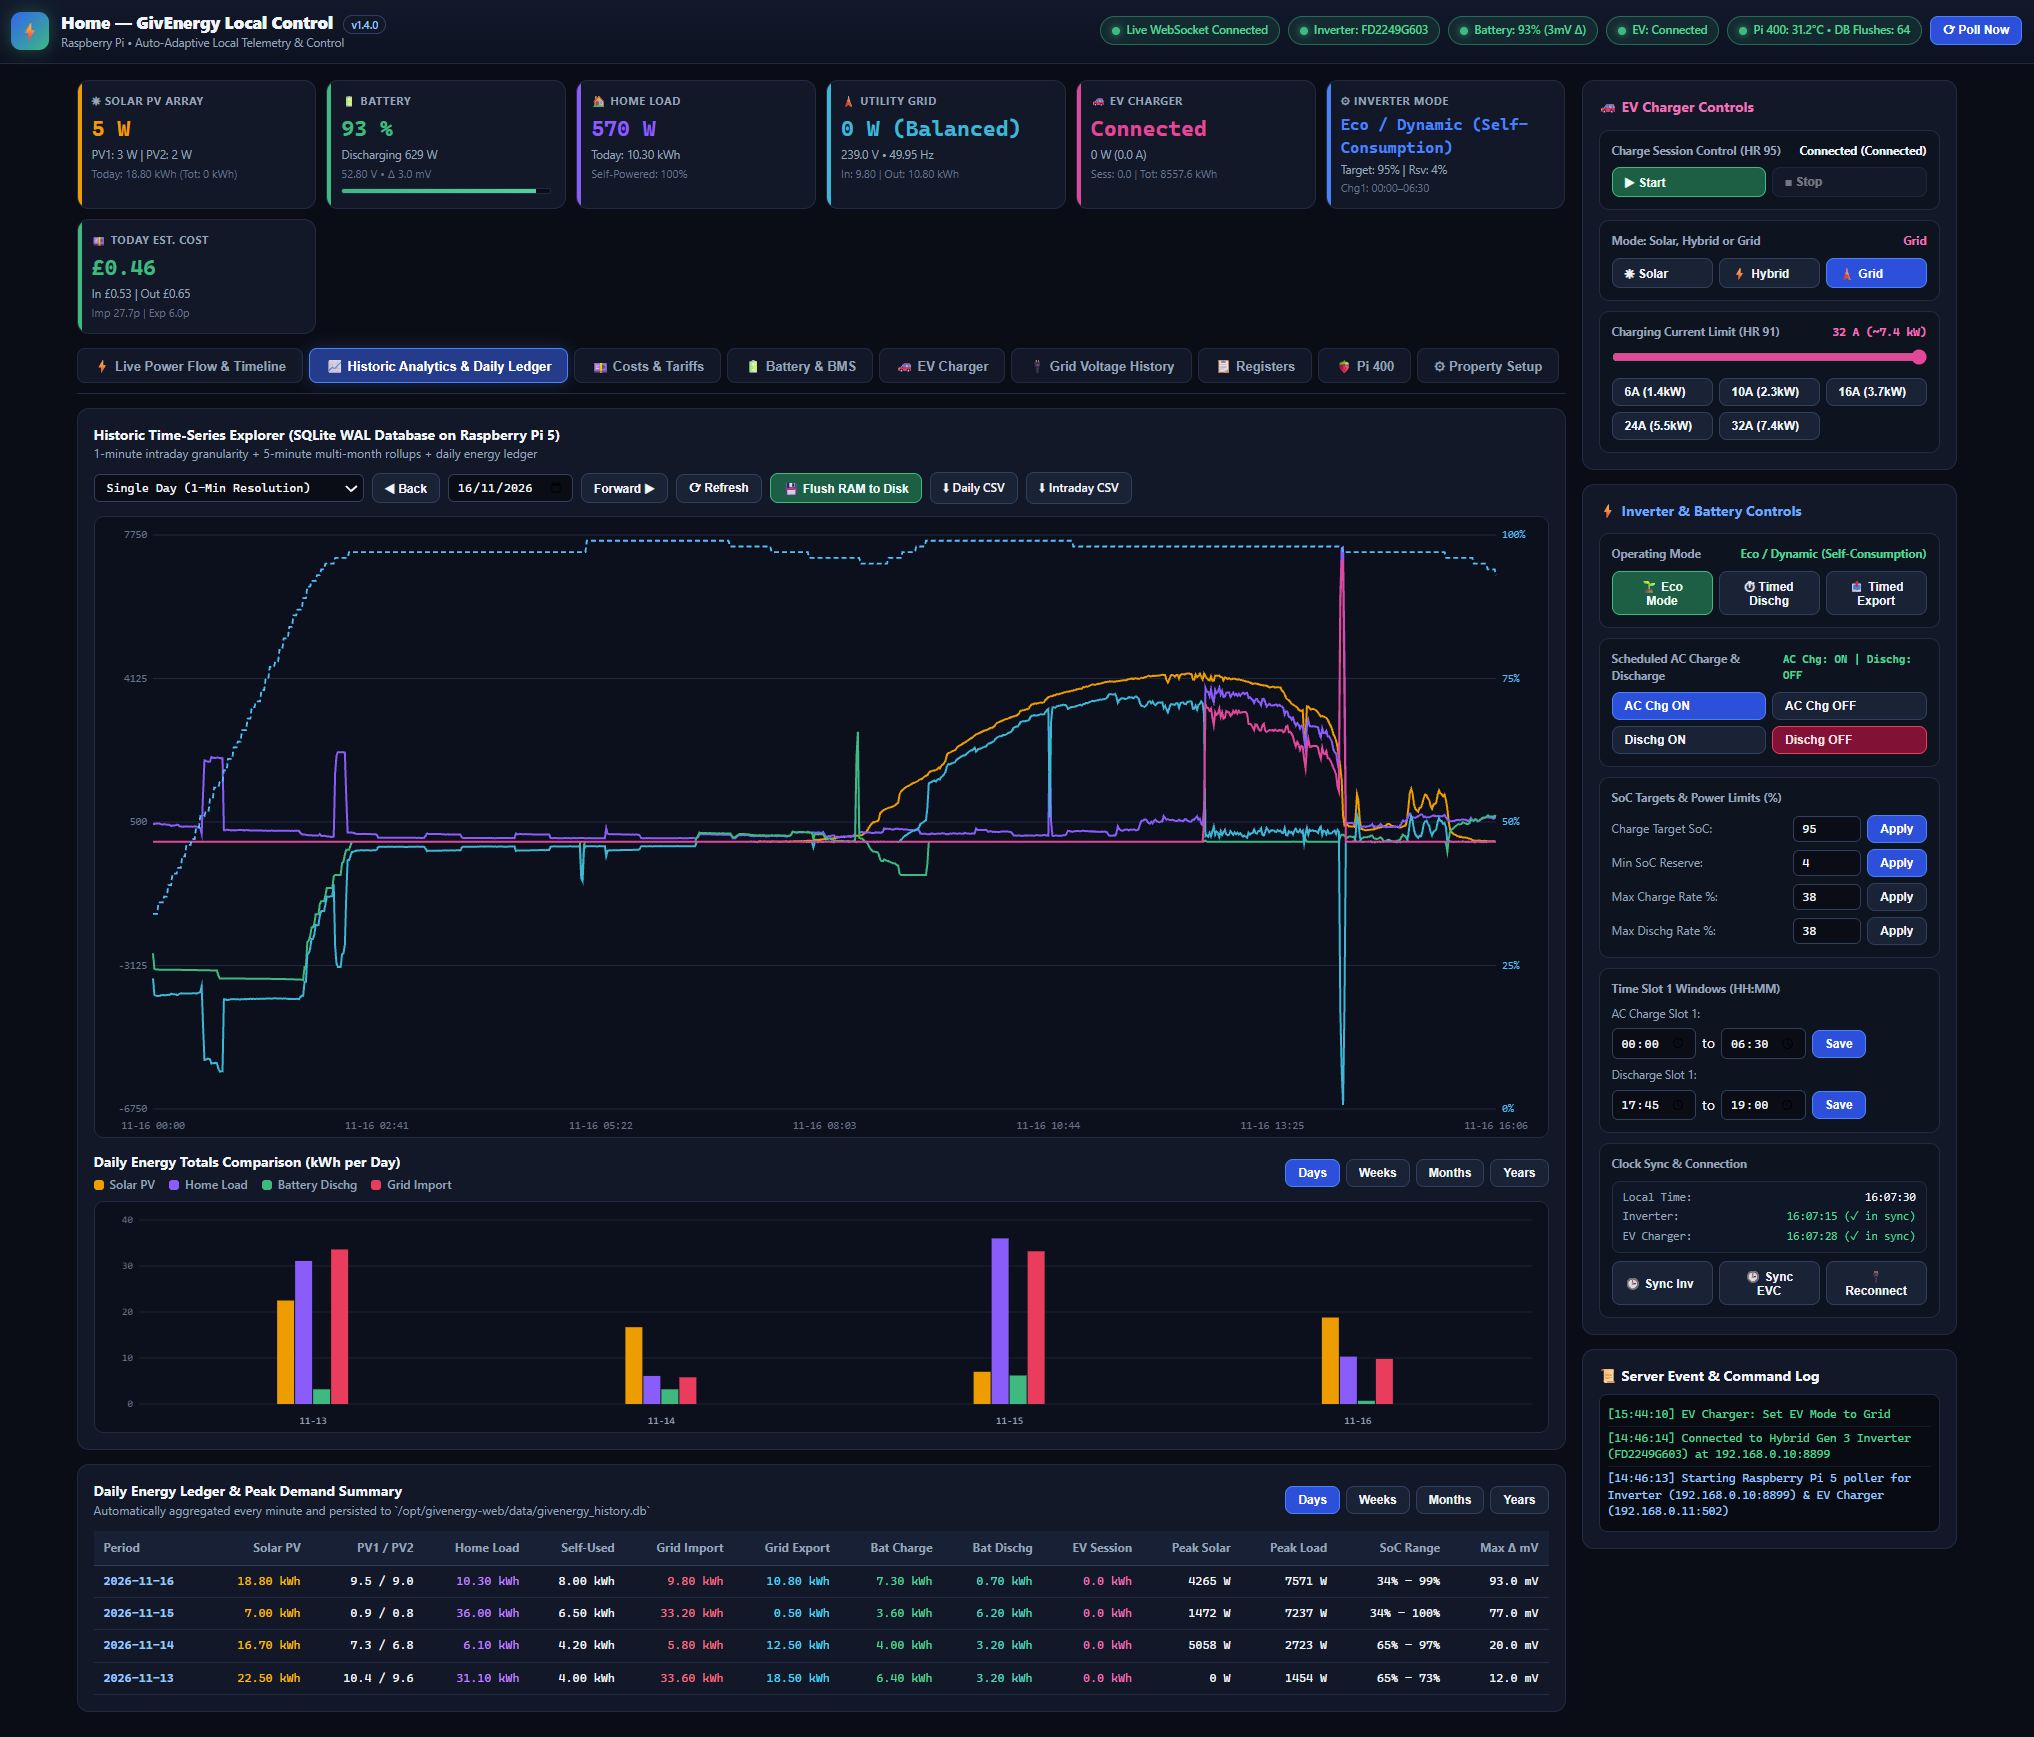 Home — GivEnergy Local Control v1.4.0
Raspberry Pi • Auto-Adaptive Local Telemetry & Control
Live WebSocket Connected
Inverter: FD2249G603
Battery: 93% (3mV Δ)
EV: Connected
Pi 400: 31.2°C • DB Flushes: 64
⟳ Poll Now
SOLAR PV ARRAY
5 W
PV1: 3 W | PV2: 2 W
Today: 18.80 kWh (Tot: 0 kWh)
BATTERY
93 %
Discharging 629 W
52.80 V • Δ 3.0 mV
HOME LOAD
570 W
Today: 10.30 kWh
Self-Powered: 100%
UTILITY GRID
0 W (Balanced)
239.0 V • 49.95 Hz
In: 9.80 | Out: 10.80 kWh
EV CHARGER
Connected
0 W (0.0 A)
Sess: 0.0 | Tot: 8557.6 kWh
INVERTER MODE
Eco / Dynamic (Self-
Consumption)
Target: 95% | Rsv: 4%
Chg1: 00:00–06:30
TODAY EST. COST
£0.46
In £0.53 | Out £0.65
Imp 27.7p | Exp 6.0p
Live Power Flow & Timeline
Historic Analytics & Daily Ledger
Costs & Tariffs
Battery & BMS
EV Charger
Grid Voltage History
Registers
Pi 400
Property Setup
Historic Time-Series Explorer (SQLite WAL Database on Raspberry Pi 5)
1-minute intraday granularity + 5-minute multi-month rollups + daily energy ledger
Single Day (1-Min Resolution)
◀ Back
16/11/2026
Forward ▶
⟳ Refresh
Flush RAM to Disk
⬇ Daily CSV
⬇ Intraday CSV
7750
4125
500
-3125
-6750
100%
75%
50%
25%
0%
11-16 00:00
11-16 02:41
11-16 05:22
11-16 08:03
11-16 10:44
11-16 13:25
11-16 16:06
Daily Energy Totals Comparison (kWh per Day)
Solar PV
Home Load
Battery Dischg
Grid Import
Days
Weeks
Months
Years
40
30
20
10
0
11-13
11-14
11-15
11-16
Daily Energy Ledger & Peak Demand Summary
Automatically aggregated every minute and persisted to `/opt/givenergy-web/data/givenergy_history.db`
Days
Weeks
Months
Years
Period Solar PV PV1 / PV2 Home Load Self-Used Grid Import Grid Export Bat Charge Bat Dischg EV Session Peak Solar Peak Load SoC Range Max Δ mV
2026-11-16 18.80 kWh 9.5 / 9.0 10.30 kWh 8.00 kWh 9.80 kWh 10.80 kWh 7.30 kWh 0.70 kWh 0.0 kWh 4265 W 7571 W 34% – 99% 93.0 mV
2026-11-15 7.00 kWh 0.9 / 0.8 36.00 kWh 6.50 kWh 33.20 kWh 0.50 kWh 3.60 kWh 6.20 kWh 0.0 kWh 1472 W 7237 W 34% – 100% 77.0 mV
2026-11-14 16.70 kWh 7.3 / 6.8 6.10 kWh 4.20 kWh 5.80 kWh 12.50 kWh 4.00 kWh 3.20 kWh 0.0 kWh 5058 W 2723 W 65% – 97% 20.0 mV
2026-11-13 22.50 kWh 10.4 / 9.6 31.10 kWh 4.00 kWh 33.60 kWh 18.50 kWh 6.40 kWh 3.20 kWh 0.0 kWh 0 W 1454 W 65% – 73% 12.0 mV
EV Charger Controls
Charge Session Control (HR 95) Connected (Connected)
▶ Start
■ Stop
Mode: Solar, Hybrid or Grid Grid
Solar
Hybrid
Grid
Charging Current Limit (HR 91) 32 A (~7.4 kW)
6A (1.4kW)
10A (2.3kW)
16A (3.7kW)
24A (5.5kW)
32A (7.4kW)
Inverter & Battery Controls
Operating Mode Eco / Dynamic (Self-Consumption)
Eco
Mode
Timed
Dischg
Timed
Export
Scheduled AC Charge &
Discharge
AC Chg: ON | Dischg:
OFF
AC Chg ON
AC Chg OFF
Dischg ON
Dischg OFF
SoC Targets & Power Limits (%)
Charge Target SoC: 95 Apply
Min SoC Reserve: 4 Apply
Max Charge Rate %: 38 Apply
Max Dischg Rate %: 38 Apply
Time Slot 1 Windows (HH:MM)
AC Charge Slot 1:
00:00 to 06:30 Save
Discharge Slot 1:
17:45 to 19:00 Save
Clock Sync & Connection
Local Time: 16:07:30
Inverter: 16:07:15 (✓ in sync)
EV Charger: 16:07:28 (✓ in sync)
Sync Inv
Sync
EVC
Reconnect
Server Event & Command Log
[15:44:10] EV Charger: Set EV Mode to Grid
[14:46:14] Connected to Hybrid Gen 3 Inverter
(FD2249G603) at 192.168.0.10:8899
[14:46:13] Starting Raspberry Pi 5 poller for
Inverter (192.168.0.10:8899) & EV Charger
(192.168.0.11:502)